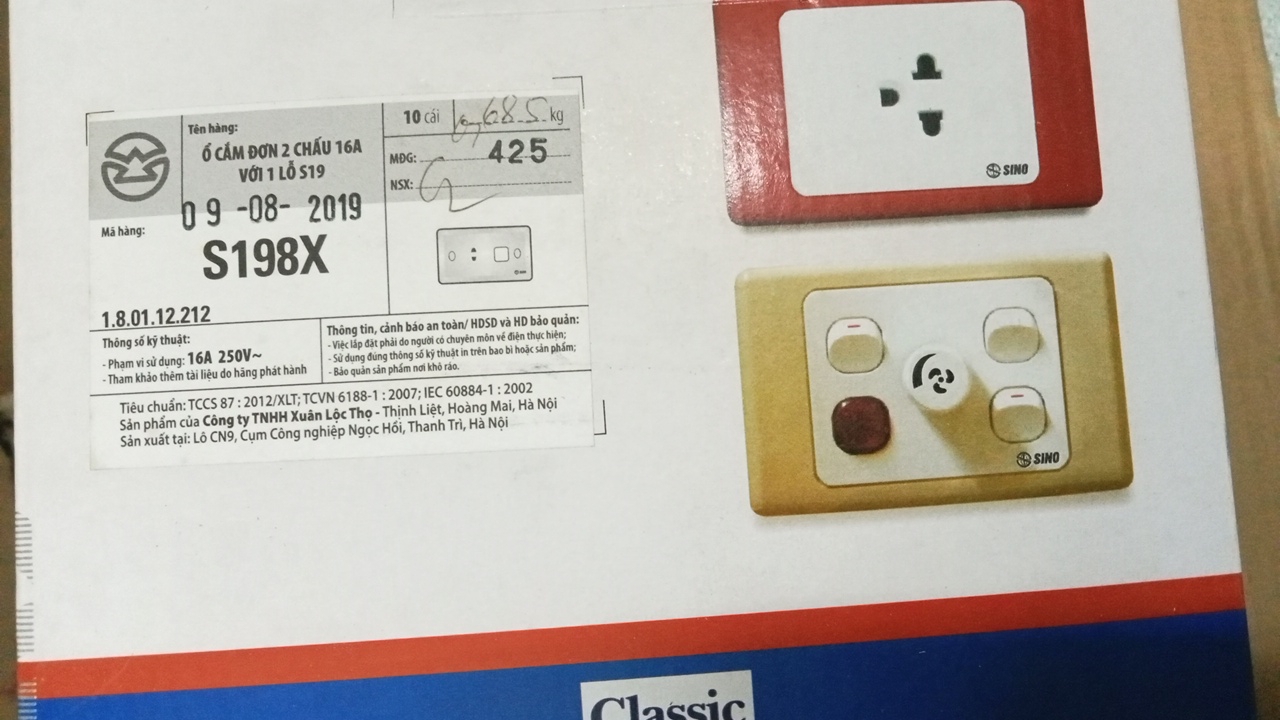 Tên hàng:
Ổ CẮM ĐƠN 2 CHẤU 16A
VỚI 1 LỖ S19
09-08-2019
Mã hàng:
S198X
1.8.01.12.212
10 cái 68.5 kg
MĐG: 425
NSX:
Thông số kỹ thuật:
- Phạm vi sử dụng: 16A 250V~
- Tham khảo thêm tài liệu do hãng phát hành
Thông tin, cảnh báo an toàn/ HDSD và HD bảo quản:
- Việc lắp đặt phải do người có chuyên môn về điện thực hiện;
- Sử dụng đúng thông số kỹ thuật in trên bao bì hoặc sản phẩm;
- Bảo quản sản phẩm nơi khô ráo.
Tiêu chuẩn: TCCS 87 : 2012/XLT; TCVN 6188-1 : 2007; IEC 60884-1 : 2002
Sản phẩm của Công ty TNHH Xuân Lộc Thọ - Thịnh Liệt, Hoàng Mai, Hà Nội
Sản xuất tại: Lô CN9, Cụm Công nghiệp Ngọc Hồi, Thanh Trì, Hà Nội
SINO
SINO
Classic